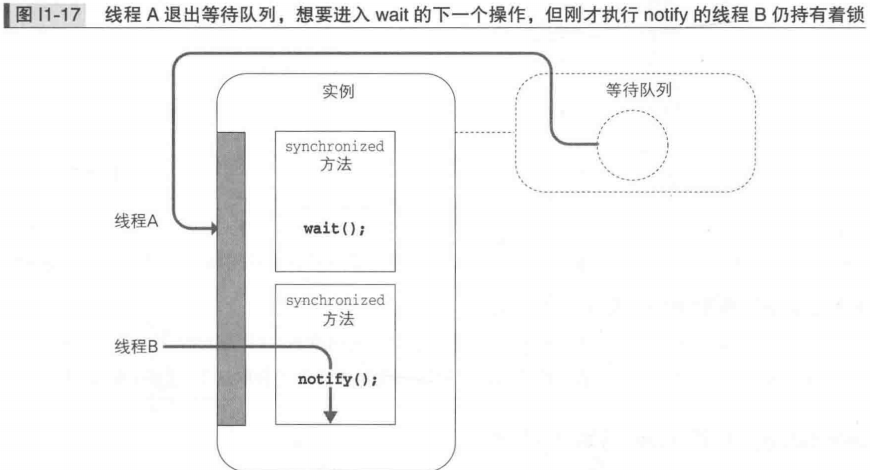 图 I1-17 线程 A 退出等待队列，想要进入 wait 的下一个操作，但刚才执行 notify 的线程 B 仍持有着锁
实例
等待队列
synchronized
方法
线程A
wait();
synchronized
方法
线程B
notify();